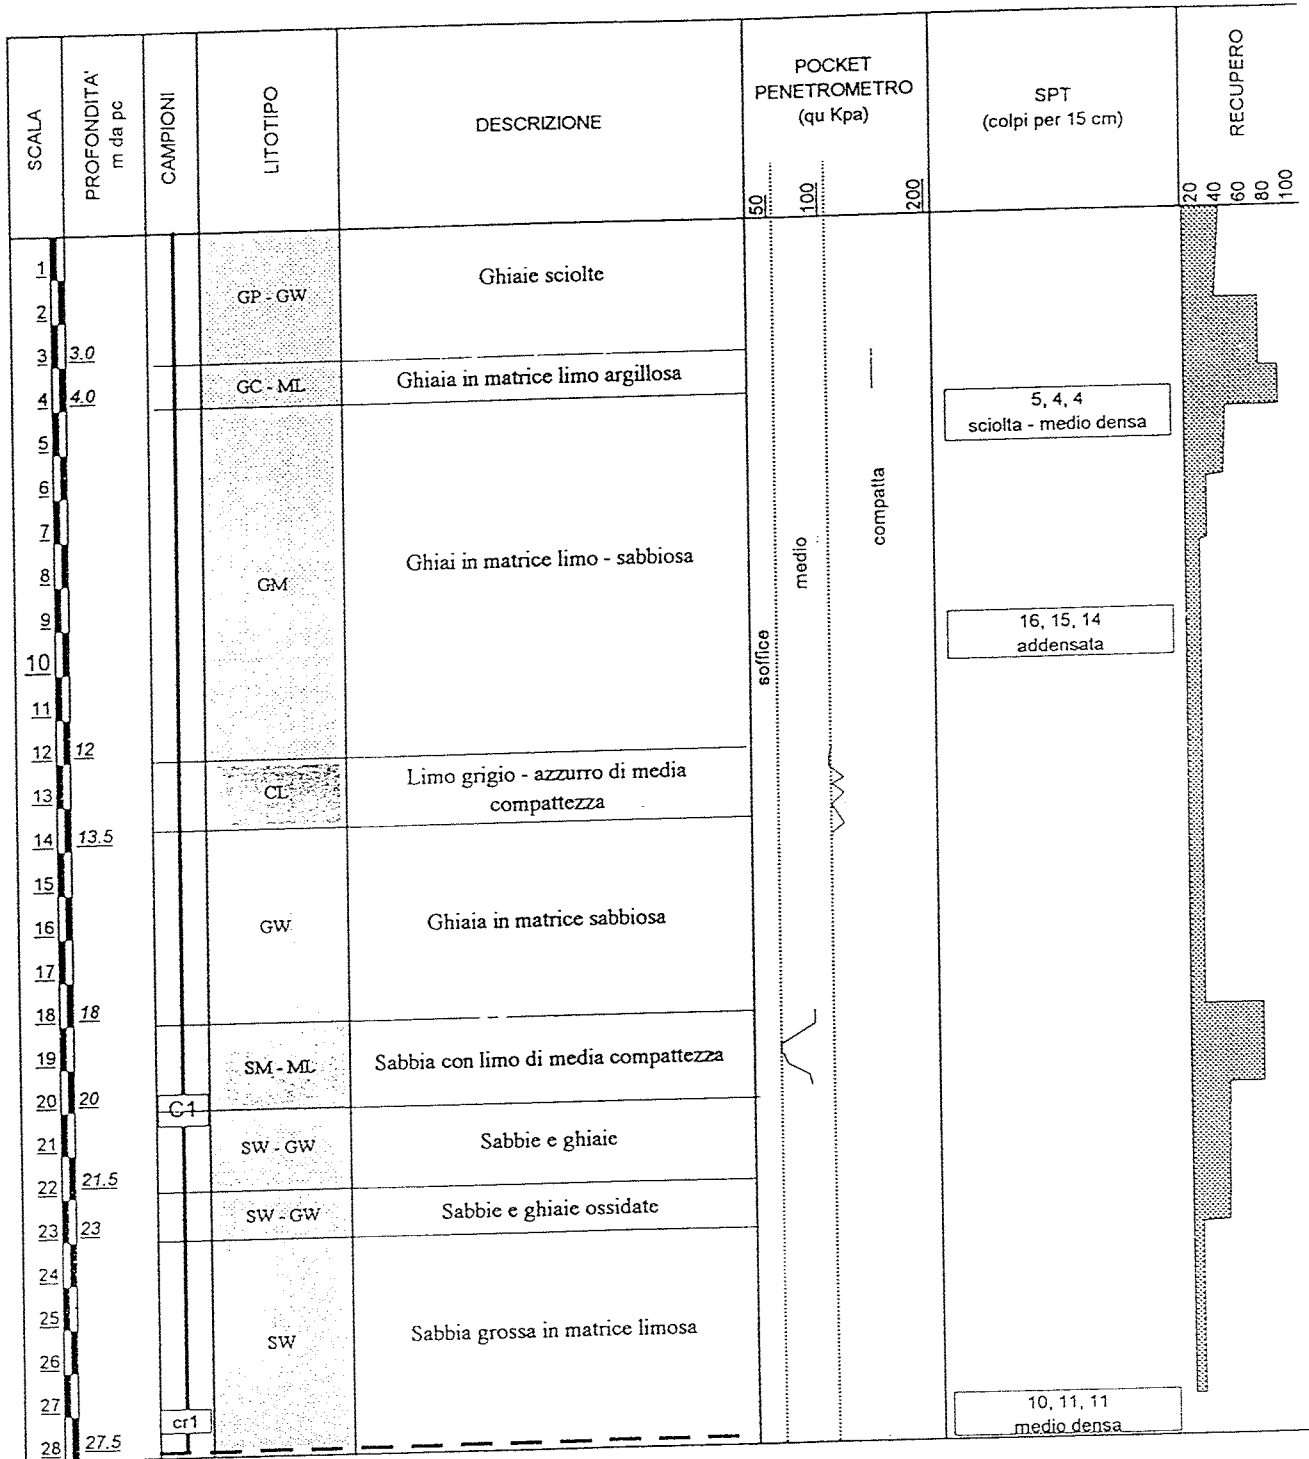 SCALA
PROFONDITA'
m da pc
CAMPIONI
LITOTIPO
DESCRIZIONE
POCKET
PENETROMETRO
(qu Kpa)
50
100
200
SPT
(colpi per 15 cm)
RECUPERO
20
40
60
80
100
1
GP - GW
Ghiaie sciolte
2
3
3.0
GC - ML
Ghiaia in matrice limo argillosa
4
4.0
5, 4, 4
sciolta - medio densa
5
6
compatta
7
medio
8
GM
Ghiai in matrice limo - sabbiosa
9
16, 15, 14
addensata
10
soffice
11
12
12
CL
Limo grigio - azzurro di media
compattezza
13
14
13.5
15
16
GW
Ghiaia in matrice sabbiosa
17
18
18
19
SM - ML
Sabbia con limo di media compattezza
20
20
C1
21
SW - GW
Sabbie e ghiaie
22
21.5
SW - GW
Sabbie e ghiaie ossidate
23
23
24
25
SW
Sabbia grossa in matrice limosa
26
27
cr1
10, 11, 11
medio densa
28
27.5